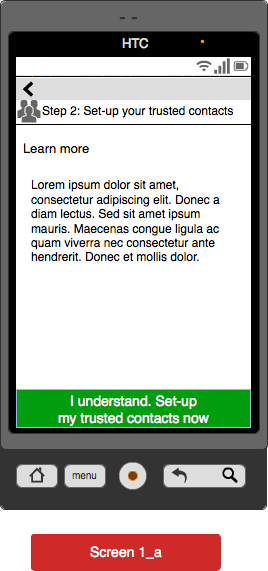 HTC
Step 2: Set-up your trusted contacts
Learn more
Lorem ipsum dolor sit amet,
consectetur adipiscing elit. Donec a
diam lectus. Sed sit amet ipsum
mauris. Maecenas congue ligula ac
quam viverra nec consectetur ante
hendrerit. Donec et mollis dolor.
I understand. Set-up
my trusted contacts now
menu
Screen 1_a